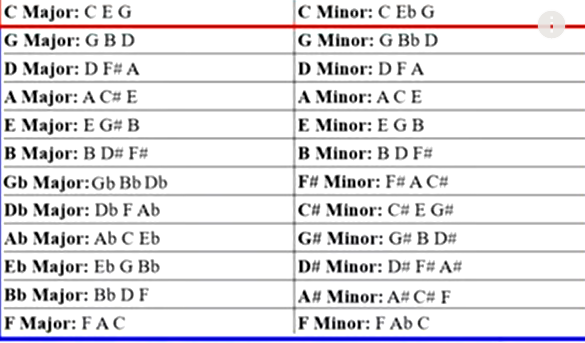 C Major: C E G C Minor: C Eb G
G Major: G B D G Minor: G Bb D
D Major: D F# A D Minor: D F A
A Major: A C# E A Minor: A C E
E Major: E G# B E Minor: E G B
B Major: B D# F# B Minor: B D F#
Gb Major:Gb Bb Db F# Minor: F# A C#
Db Major: Db F Ab C# Minor: C# E G#
Ab Major: Ab C Eb G# Minor: G# B D#
Eb Major: Eb G Bb D# Minor: D# F# A#
Bb Major: Bb D F A# Minor: A# C# F
F Major: F A C F Minor: F Ab C